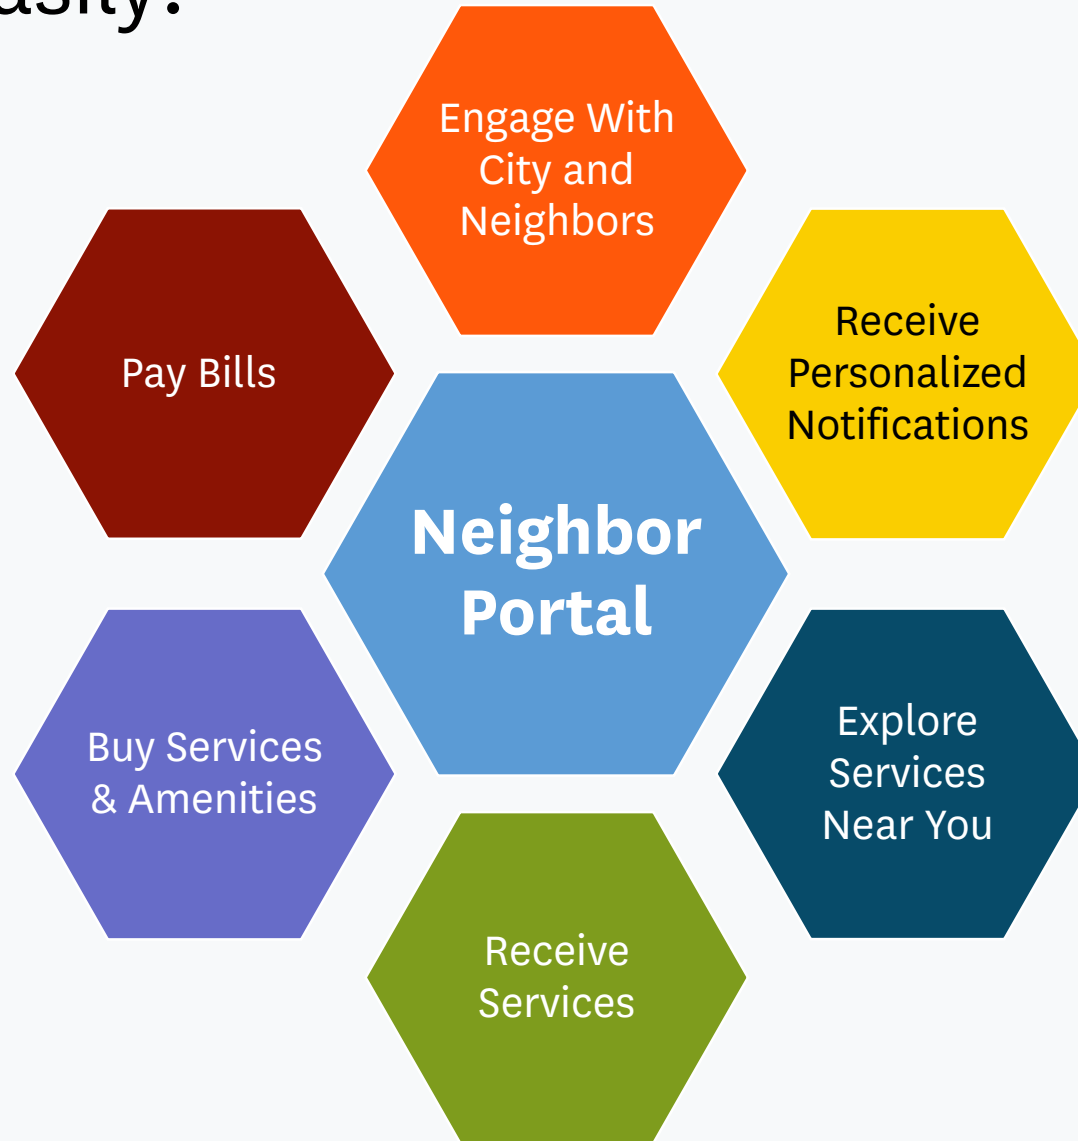 Engage With
City and
Neighbors
Pay Bills
Receive
Personalized
Notifications
Neighbor
Portal
Buy Services
& Amenities
Explore
Services
Near You
Receive
Services